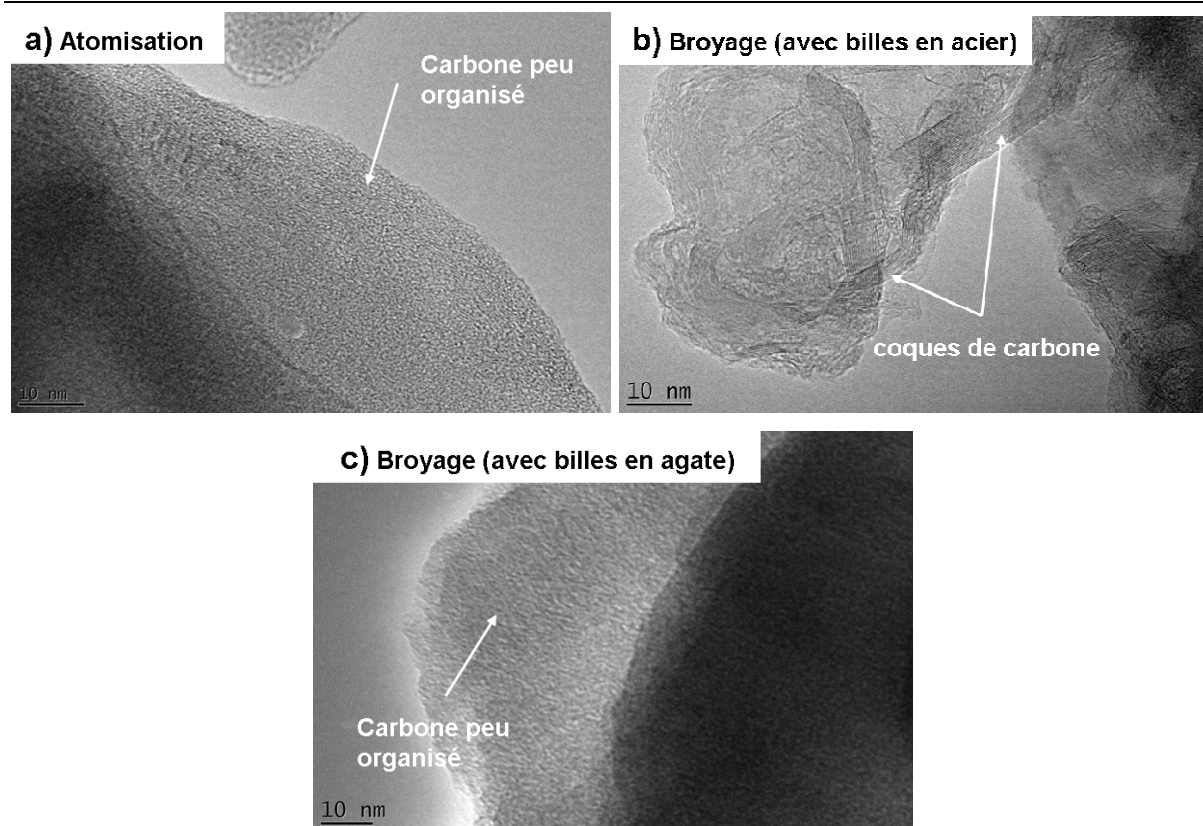 a) Atomisation
Carbone peu
organisé
10 nm
b) Broyage (avec billes en acier)
coques de carbone
10 nm
c) Broyage (avec billes en agate)
Carbone peu
organisé
10 nm